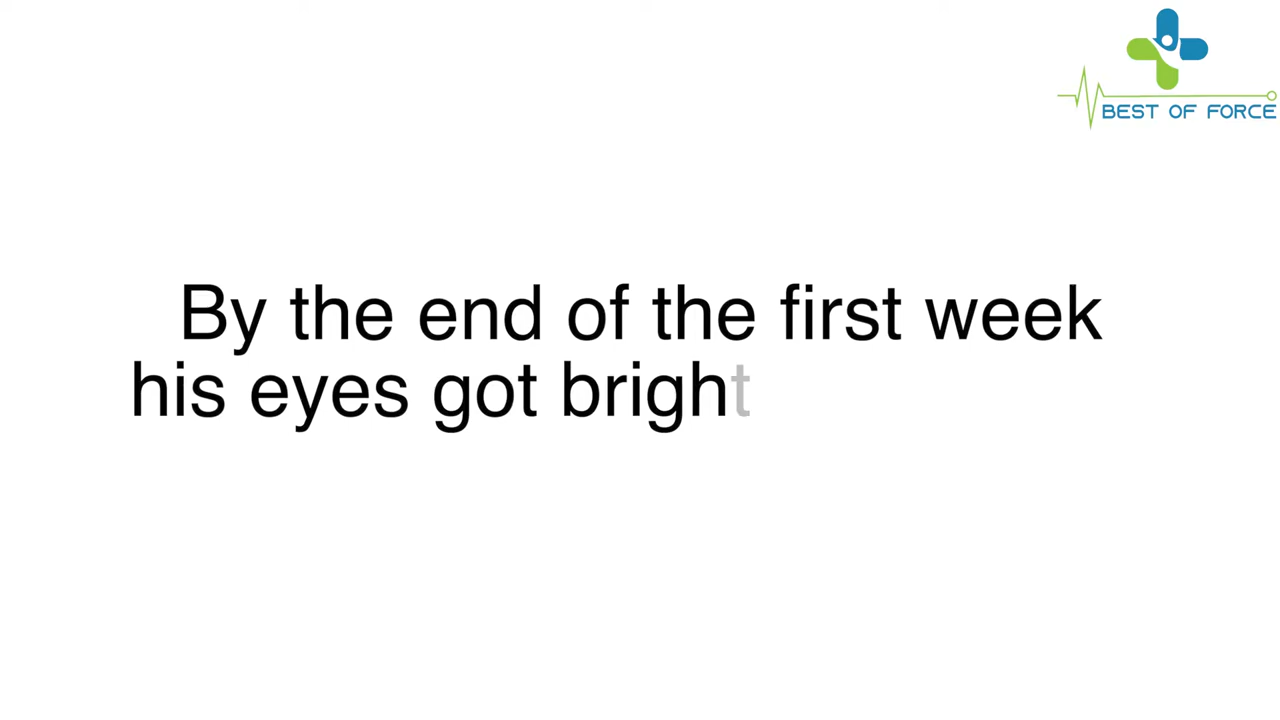 BEST OF FORCE
By the end of the first week
his eyes got bright